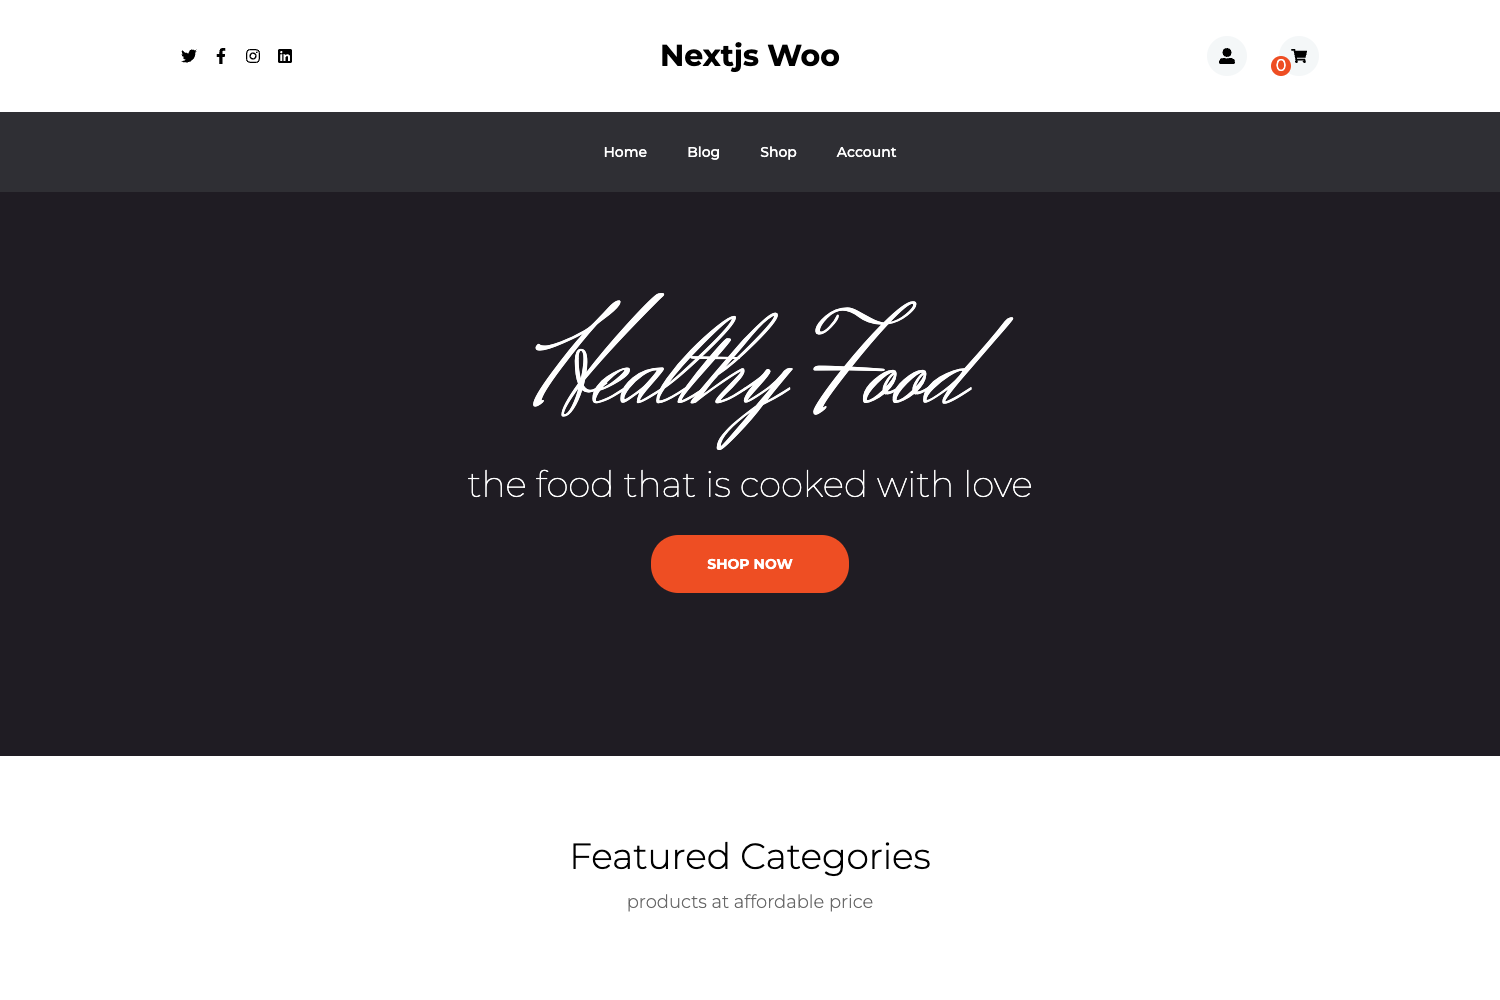 Nextjs Woo
0
Home Blog Shop Account
Healthy Food
the food that is cooked with love
SHOP NOW
Featured Categories
products at affordable price